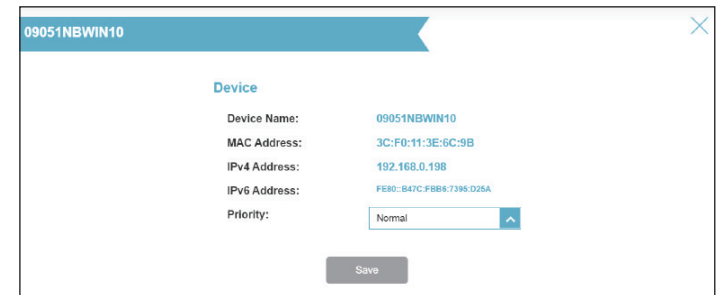 09051NBWIN10
Device
Device Name: 09051NBWIN10
MAC Address: 3C:F0:11:3E:6C:9B
IPv4 Address: 192.168.0.198
IPv6 Address: FE80::B47C:FBB6:7395:D25A
Priority: Normal
Save